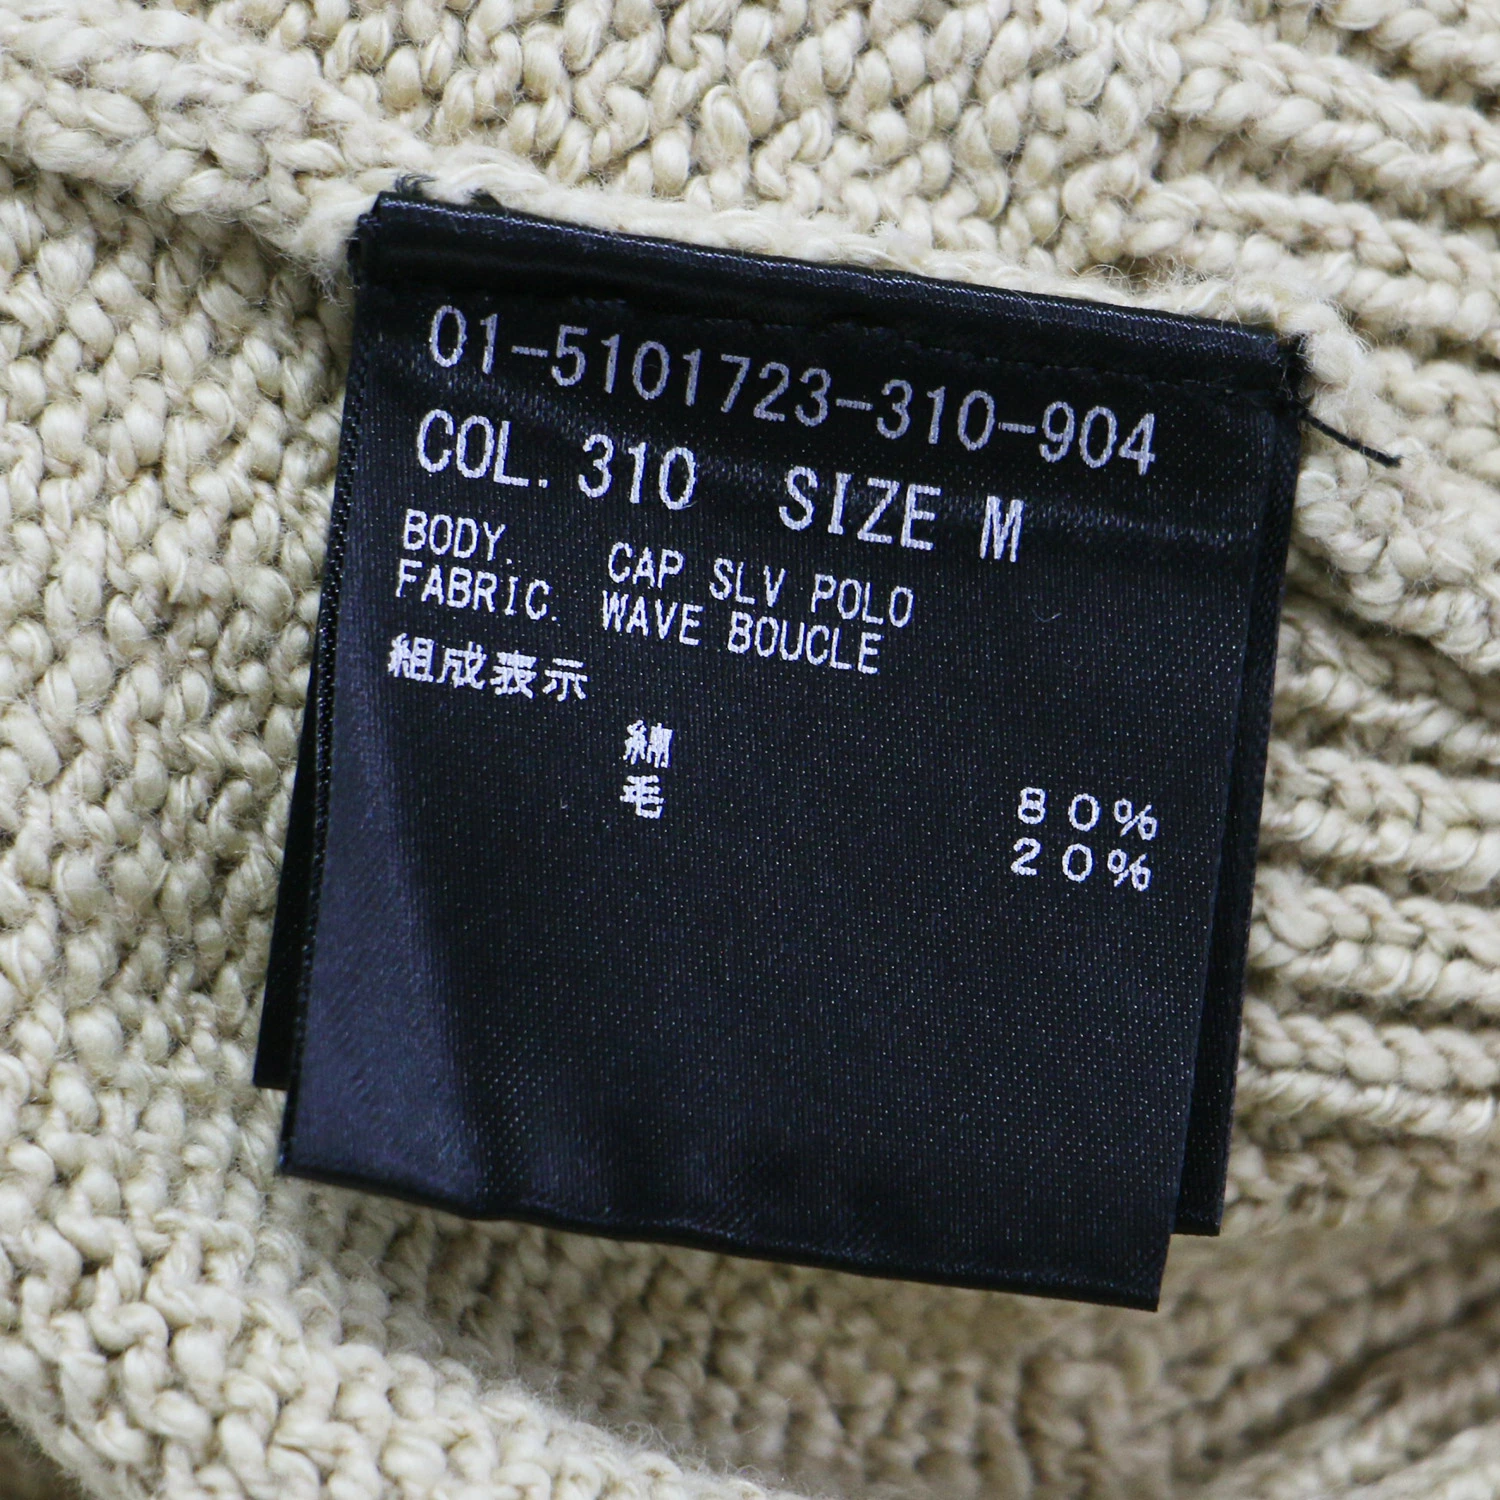 01-5101723-310-904
COL. 310 SIZE M
BODY. CAP SLV POLO
FABRIC. WAVE BOUCLE
組成表示
綿 80%
毛 20%